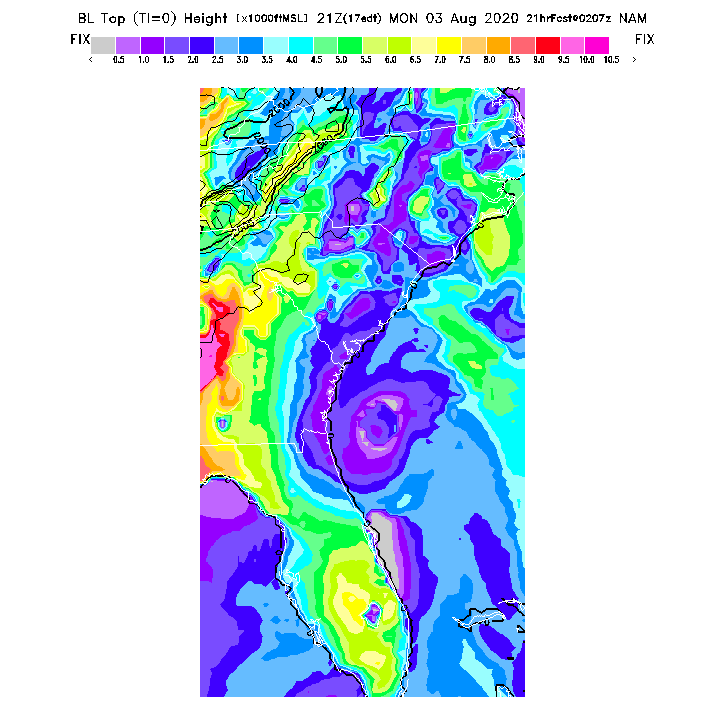 BL Top (TI=0) Height [x1000ftMSL] 21Z(17edt) MON 03 Aug 2020 21hrFcst@0207z NAM
FIX FIX
< 0.5 1.0 1.5 2.0 2.5 3.0 3.5 4.0 4.5 5.0 5.5 6.0 6.5 7.0 7.5 8.0 8.5 9.0 9.5 10.0 10.5 >